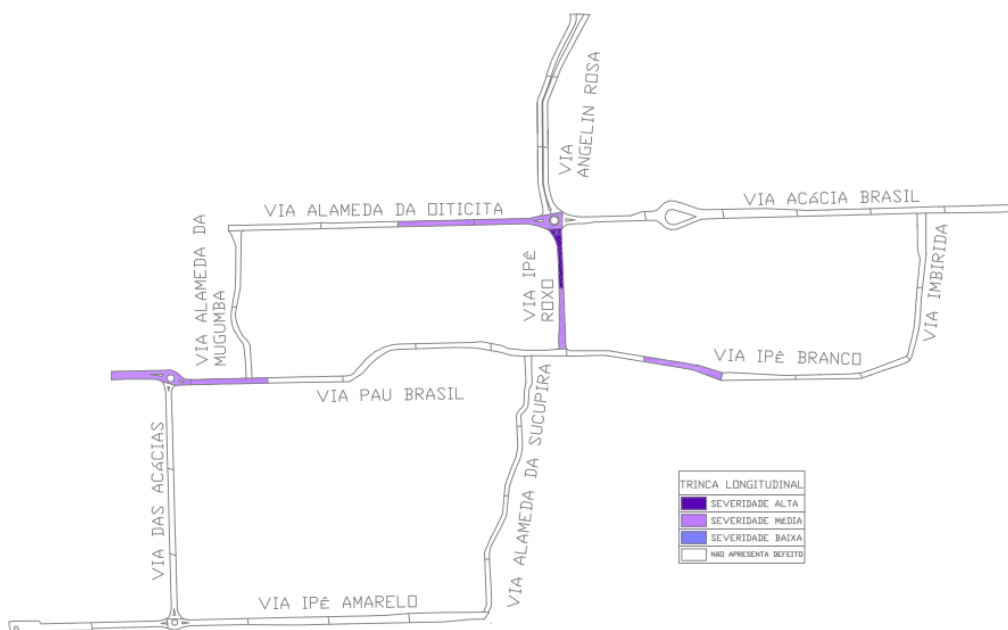 VIA
ANGELIN ROSA
VIA ALAMEDA DA OITICITA
VIA ACÁCIA BRASIL
VIA ALAMEDA DA
MUGUMBA
VIA IPÊ
ROXO
VIA IMBIRIDA
VIA IPÊ BRANCO
VIA PAU BRASIL
VIA ALAMEDA DA SUCUPIRA
VIA DAS ACÁCIAS
VIA IPÊ AMARELO
TRINCA LONGITUDINAL
SEVERIDADE ALTA
SEVERIDADE MÉDIA
SEVERIDADE BAIXA
NÃO APRESENTA DEFEITO